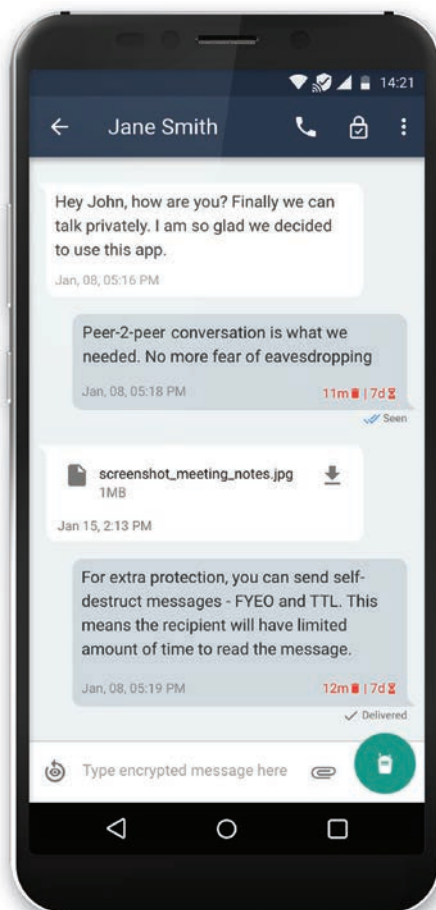 14:21
Jane Smith
Hey John, how are you? Finally we can
talk privately. I am so glad we decided
to use this app.
Jan, 08, 05:16 PM
Peer-2-peer conversation is what we
needed. No more fear of eavesdropping
Jan, 08, 05:18 PM 11m | 7d
Seen
screenshot_meeting_notes.jpg
1MB
Jan 15, 2:13 PM
For extra protection, you can send self-
destruct messages - FYEO and TTL. This
means the recipient will have limited
amount of time to read the message.
Jan, 08, 05:19 PM 12m | 7d
Delivered
Type encrypted message here